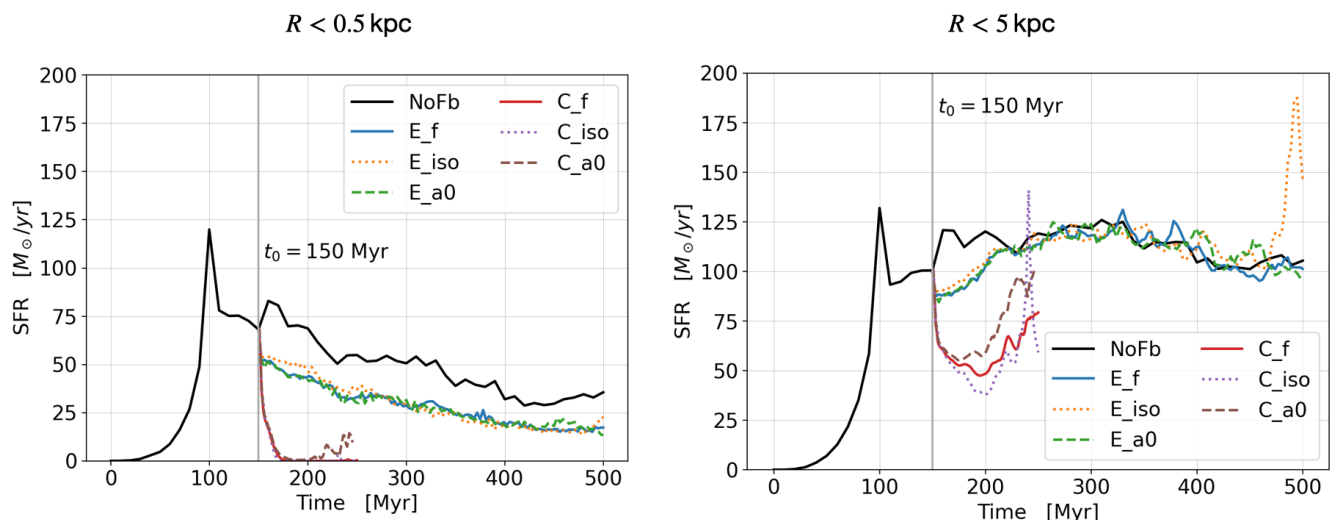 R < 0.5 kpc
200
175
150
125
100
75
50
25
0
SFR [M⊙/yr]
NoFb
E_f
E_iso
E_a0
C_f
C_iso
C_a0
t₀ = 150 Myr
0 100 200 300 400 500
Time [Myr]
R < 5 kpc
200
175
150
125
100
75
50
25
0
SFR [M⊙/yr]
t₀ = 150 Myr
NoFb
E_f
E_iso
E_a0
C_f
C_iso
C_a0
0 100 200 300 400 500
Time [Myr]